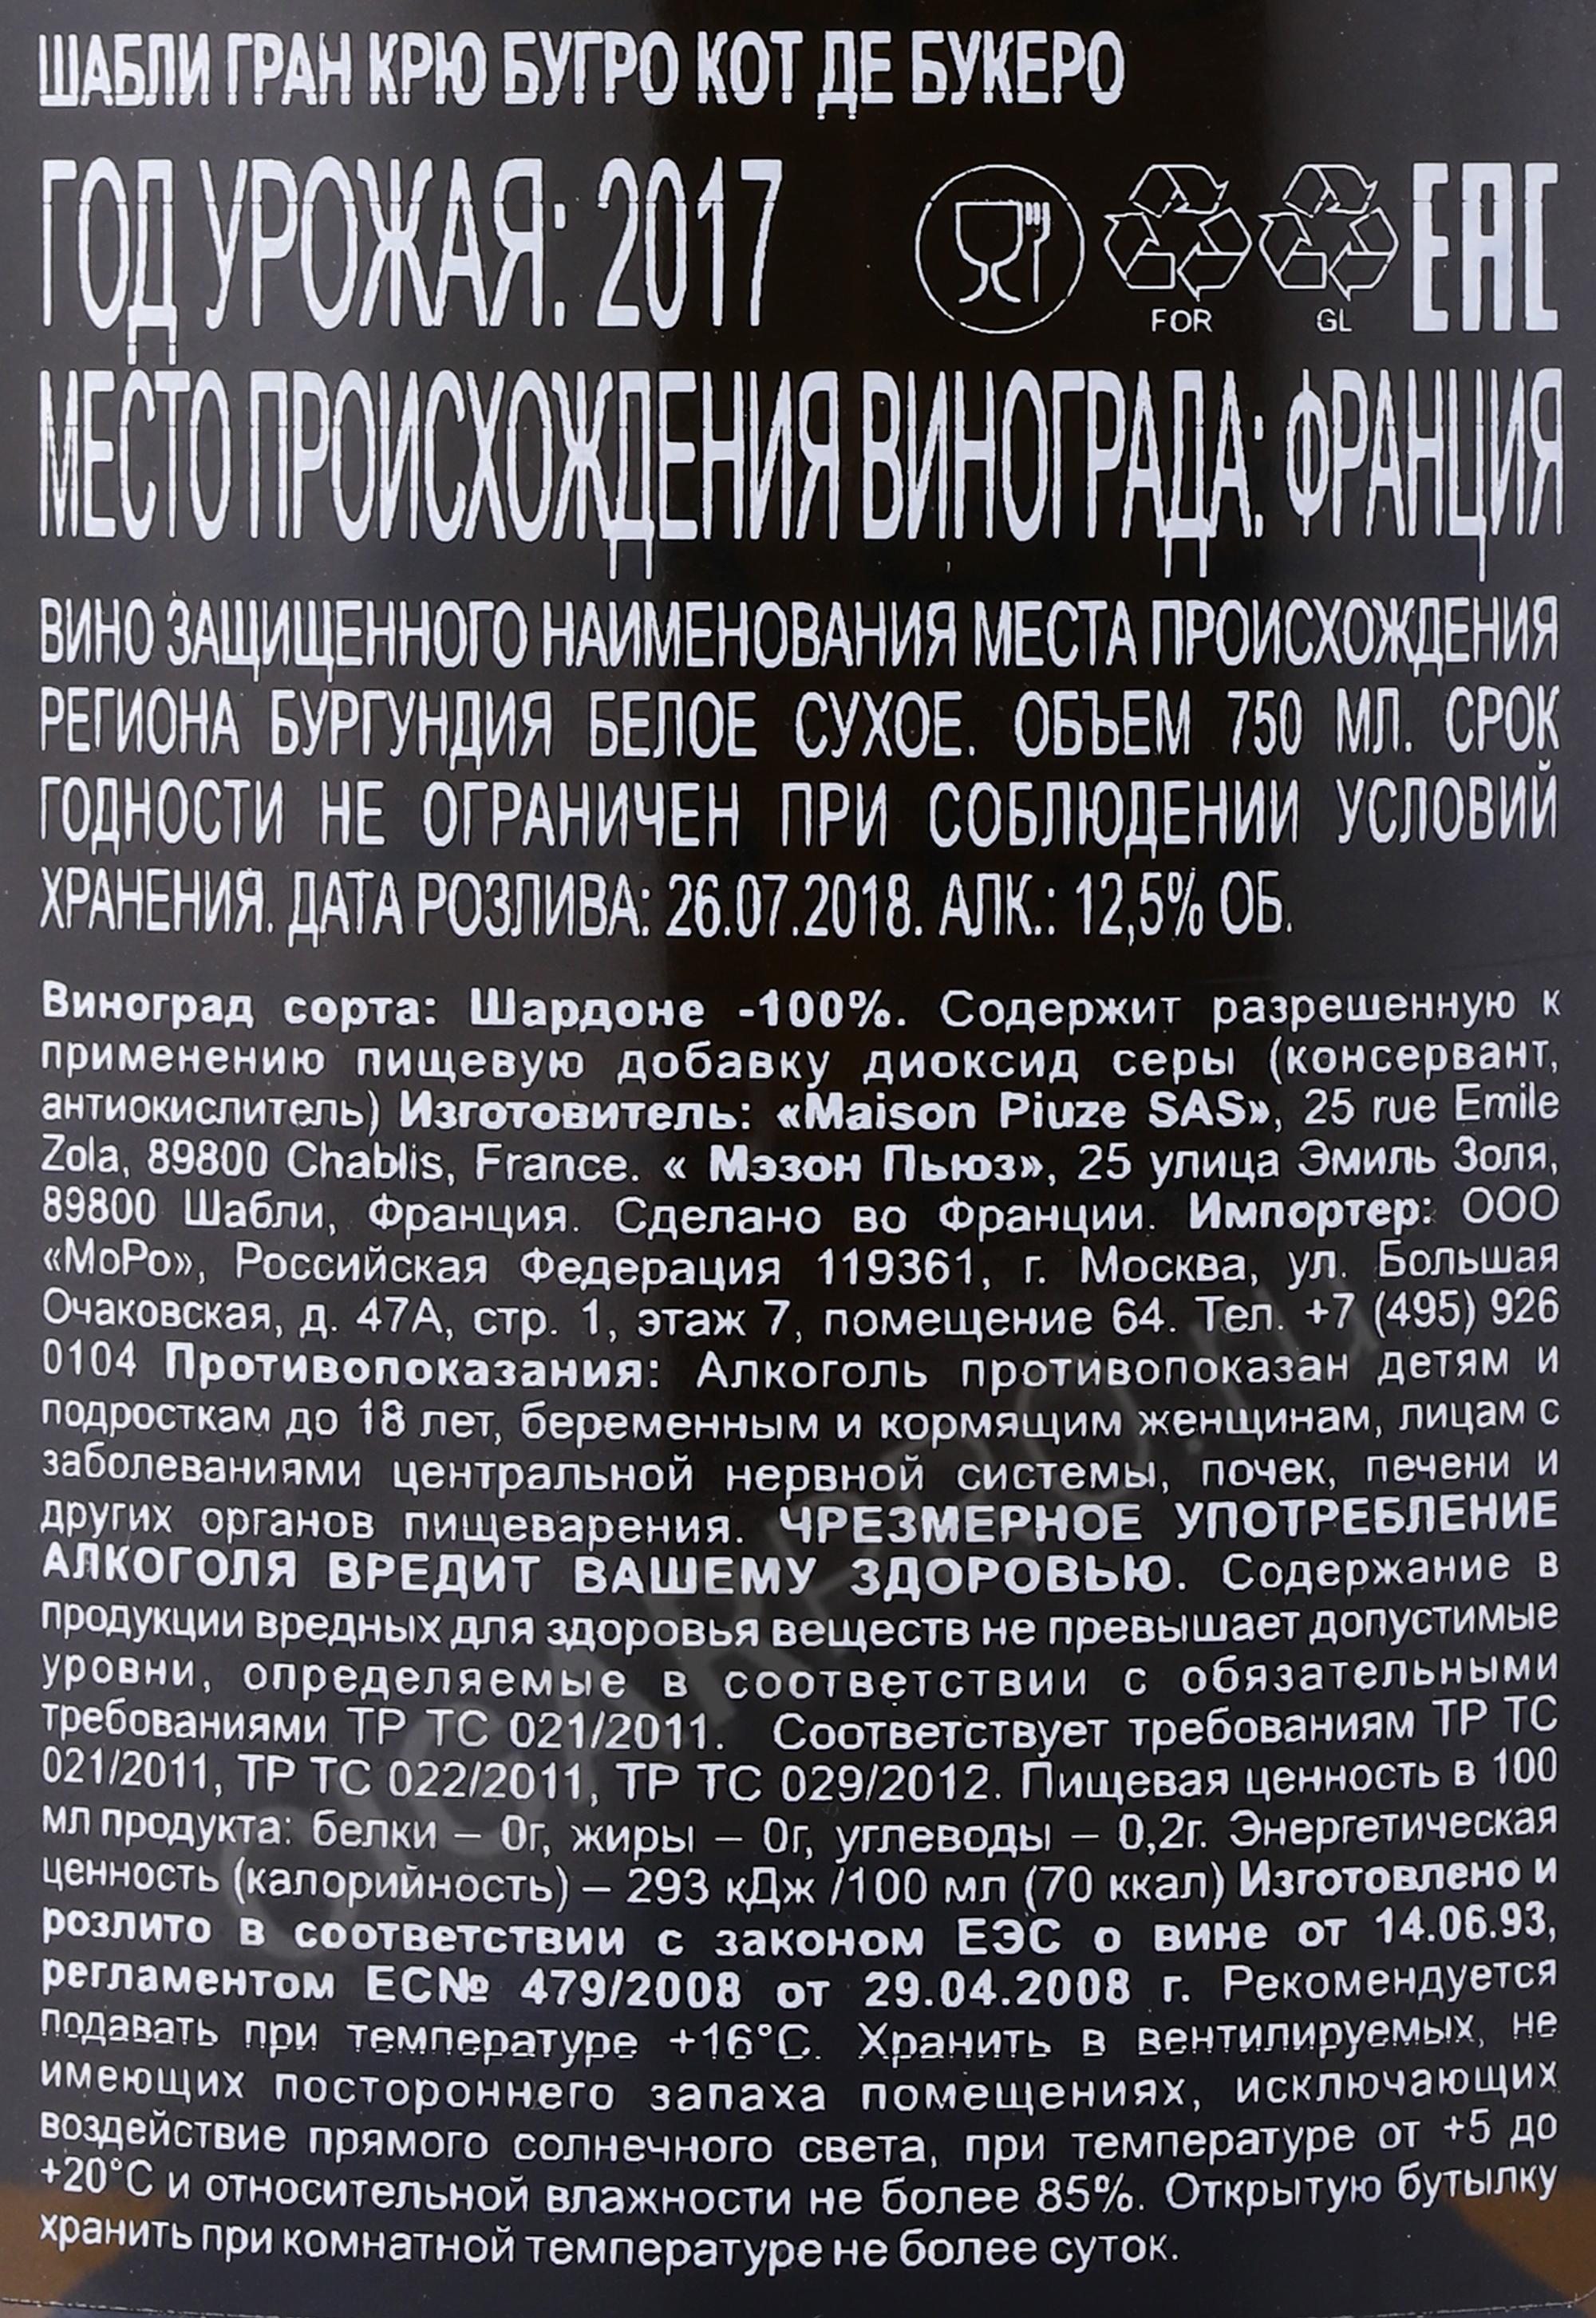 ШАБЛИ ГРАН КРЮ БУГРО КОТ ДЕ БУКЕРО
ГОД УРОЖАЯ: 2017
FOR
GL
ЕАС
МЕСТО ПРОИСХОЖДЕНИЯ ВИНОГРАДА: ФРАНЦИЯ
ВИНО ЗАЩИЩЕННОГО НАИМЕНОВАНИЯ МЕСТА ПРОИСХОЖДЕНИЯ
РЕГИОНА БУРГУНДИЯ БЕЛОЕ СУХОЕ. ОБЪЕМ 750 МЛ. СРОК
ГОДНОСТИ НЕ ОГРАНИЧЕН ПРИ СОБЛЮДЕНИИ УСЛОВИЙ
ХРАНЕНИЯ. ДАТА РОЗЛИВА: 26.07.2018. АЛК.: 12,5% ОБ.
Виноград сорта: Шардоне -100%. Содержит разрешенную к
применению пищевую добавку диоксид серы (консервант,
антиокислитель) Изготовитель: «Maison Piuze SAS», 25 rue Emile
Zola, 89800 Chablis, France. « Мэзон Пьюз», 25 улица Эмиль Золя,
89800 Шабли, Франция. Сделано во Франции. Импортер: ООО
«МоРо», Российская Федерация 119361, г. Москва, ул. Большая
Очаковская, д. 47А, стр. 1, этаж 7, помещение 64. Тел. +7 (495) 926
0104 Противопоказания: Алкоголь противопоказан детям и
подросткам до 18 лет, беременным и кормящим женщинам, лицам с
заболеваниями центральной нервной системы, почек, печени и
других органов пищеварения. ЧРЕЗМЕРНОЕ УПОТРЕБЛЕНИЕ
АЛКОГОЛЯ ВРЕДИТ ВАШЕМУ ЗДОРОВЬЮ. Содержание в
продукции вредных для здоровья веществ не превышает допустимые
уровни, определяемые в соответствии с обязательными
требованиями ТР ТС 021/2011. Соответствует требованиям ТР ТС
021/2011, ТР ТС 022/2011, ТР ТС 029/2012. Пищевая ценность в 100
мл продукта: белки – 0г, жиры – 0г, углеводы – 0,2г. Энергетическая
ценность (калорийность) – 293 кДж /100 мл (70 ккал) Изготовлено и
розлито в соответствии с законом ЕЭС о вине от 14.06.93,
регламентом ЕС№ 479/2008 от 29.04.2008 г. Рекомендуется
подавать при температуре +16°С. Хранить в вентилируемых, не
имеющих постороннего запаха помещениях, исключающих
воздействие прямого солнечного света, при температуре от +5 до
+20°С и относительной влажности не более 85%. Открытую бутылку
хранить при комнатной температуре не более суток.
CIGARPRO.ru